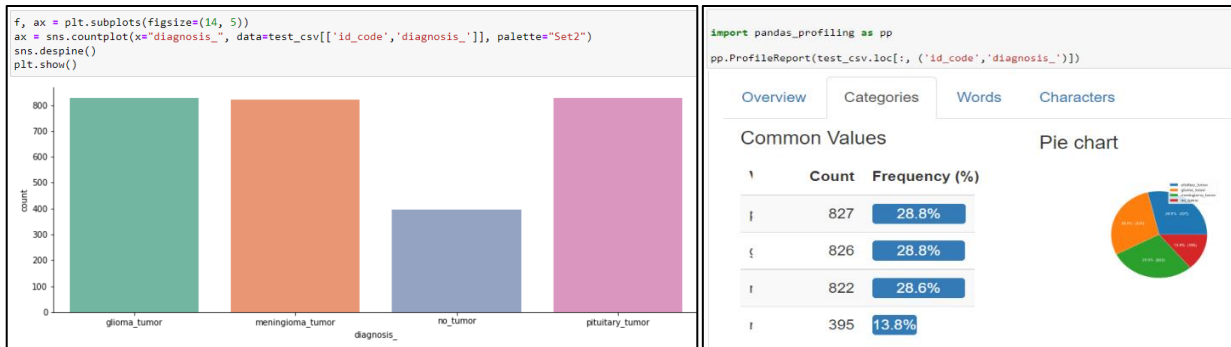 f, ax = plt.subplots(figsize=(14, 5))
ax = sns.countplot(x="diagnosis_", data=test_csv[['id_code','diagnosis_']], palette="Set2")
sns.despine()
plt.show()
800
700
600
500
400
300
200
100
0
count
glioma_tumor meningioma_tumor no_tumor pituitary_tumor
diagnosis_
import pandas_profiling as pp
pp.ProfileReport(test_csv.loc[:, ('id_code','diagnosis_')])
Overview Categories Words Characters
Common Values
Pie chart
Count Frequency (%)
827 28.8%
826 28.8%
822 28.6%
395 13.8%